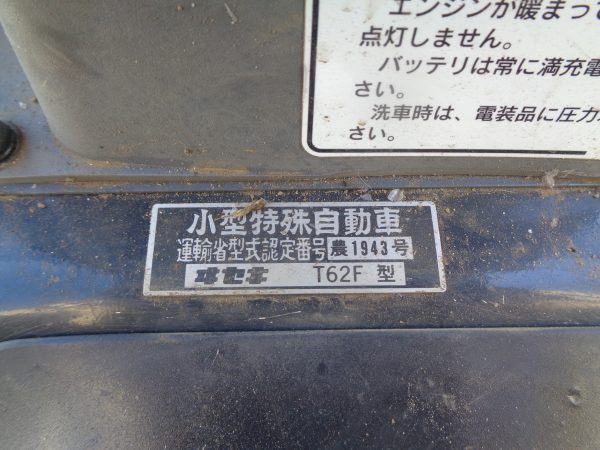 エンジンが暖まって
点灯しません。
バッテリは常に満充電
さい。
洗車時は、電装品に圧力
さい。
小型特殊自動車
運輸省型式認定番号 農1943号
ヰセキ T62F 型